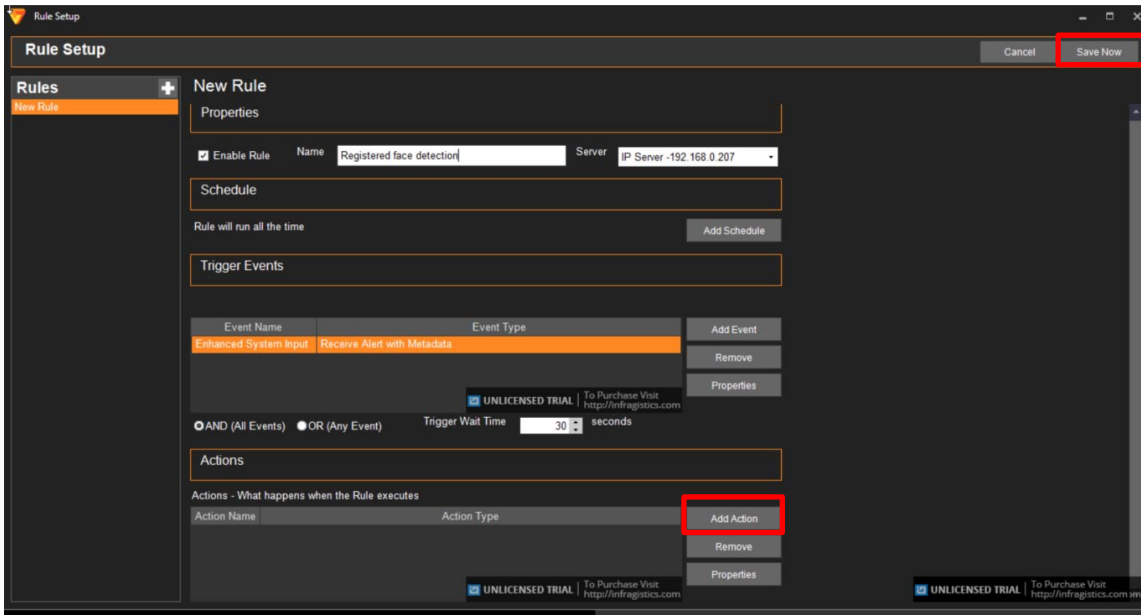 Rule Setup
Rule Setup
Cancel
Save Now
Rules
New Rule
New Rule
Properties
Enable Rule
Name
Registered face detection
Server
IP Server -192.168.0.207
Schedule
Rule will run all the time
Add Schedule
Trigger Events
Event Name
Event Type
Add Event
Enhanced System Input
Receive Alert with Metadata
Remove
Properties
UNLICENSED TRIAL
To Purchase Visit
http://infragistics.com
AND (All Events)
OR (Any Event)
Trigger Wait Time
30
seconds
Actions
Actions - What happens when the Rule executes
Action Name
Action Type
Add Action
Remove
Properties
UNLICENSED TRIAL
To Purchase Visit
http://infragistics.com
UNLICENSED TRIAL
To Purchase Visit
http://infragistics.com